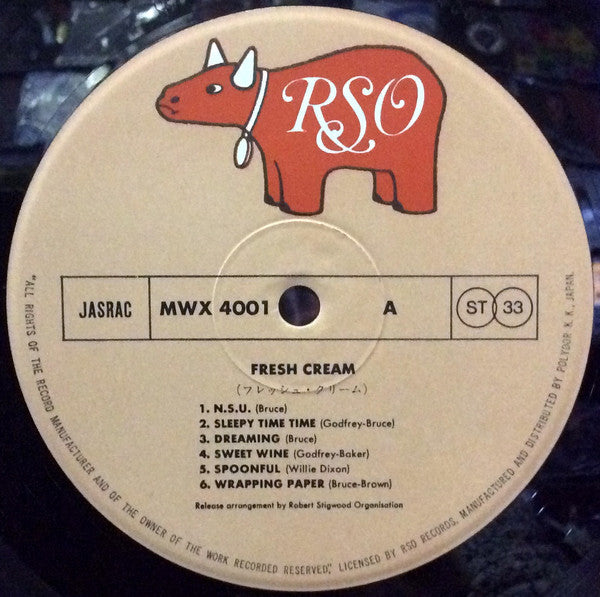 RSO
JASRAC
MWX 4001
A
ST 33
FRESH CREAM
(フレッシュ・クリーム)
1. N.S.U. (Bruce)
2. SLEEPY TIME TIME (Godfrey-Bruce)
3. DREAMING (Bruce)
4. SWEET WINE (Godfrey-Baker)
5. SPOONFUL (Willie Dixon)
6. WRAPPING PAPER (Bruce-Brown)
Release arrangement by Robert Stigwood Organisation
"ALL RIGHTS OF THE RECORD MANUFACTURER AND OF THE OWNER OF THE WORK RECORDED RESERVED," LICENSED BY RSO RECORDS, MANUFACTURED AND DISTRIBUTED BY POLYDOR K.K., JAPAN.